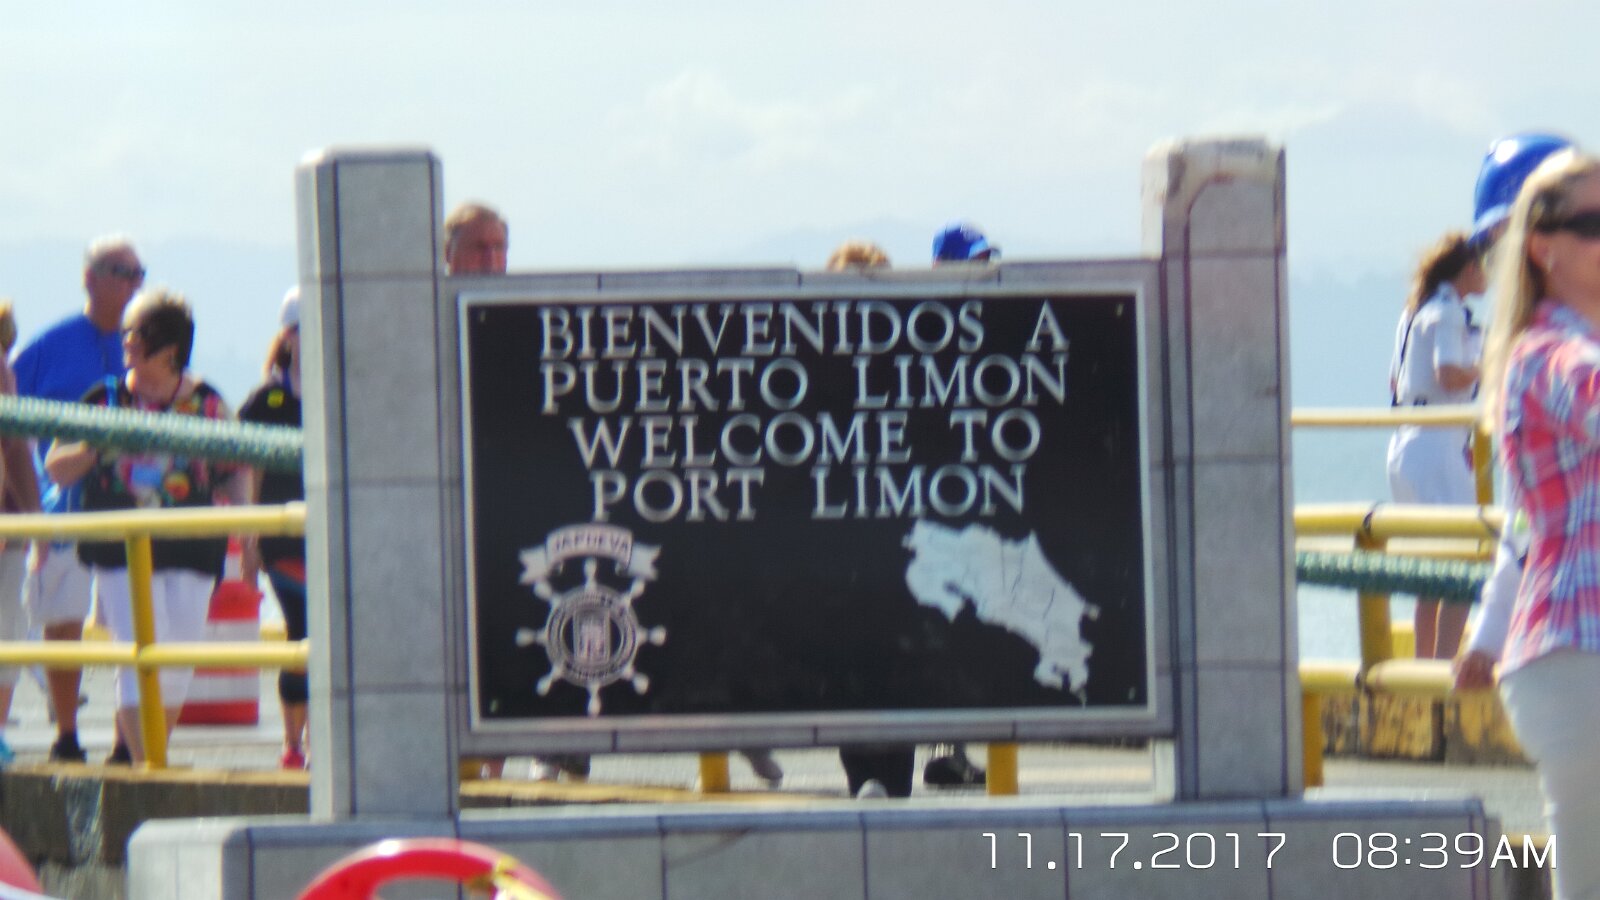 BIENVENIDOS A
PUERTO LIMON
WELCOME TO
PORT LIMON
JAPDEVA
11.17.2017 08:39AM